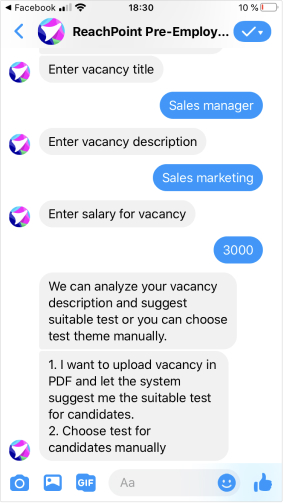 Facebook 18:30 10 %
ReachPoint Pre-Employ...
Enter vacancy title
Sales manager
Enter vacancy description
Sales marketing
Enter salary for vacancy
3000
We can analyze your vacancy
description and suggest
suitable test or you can choose
test theme manually.
1. I want to upload vacancy in
PDF and let the system
suggest me the suitable test
for candidates.
2. Choose test for
candidates manually
GIF Aa